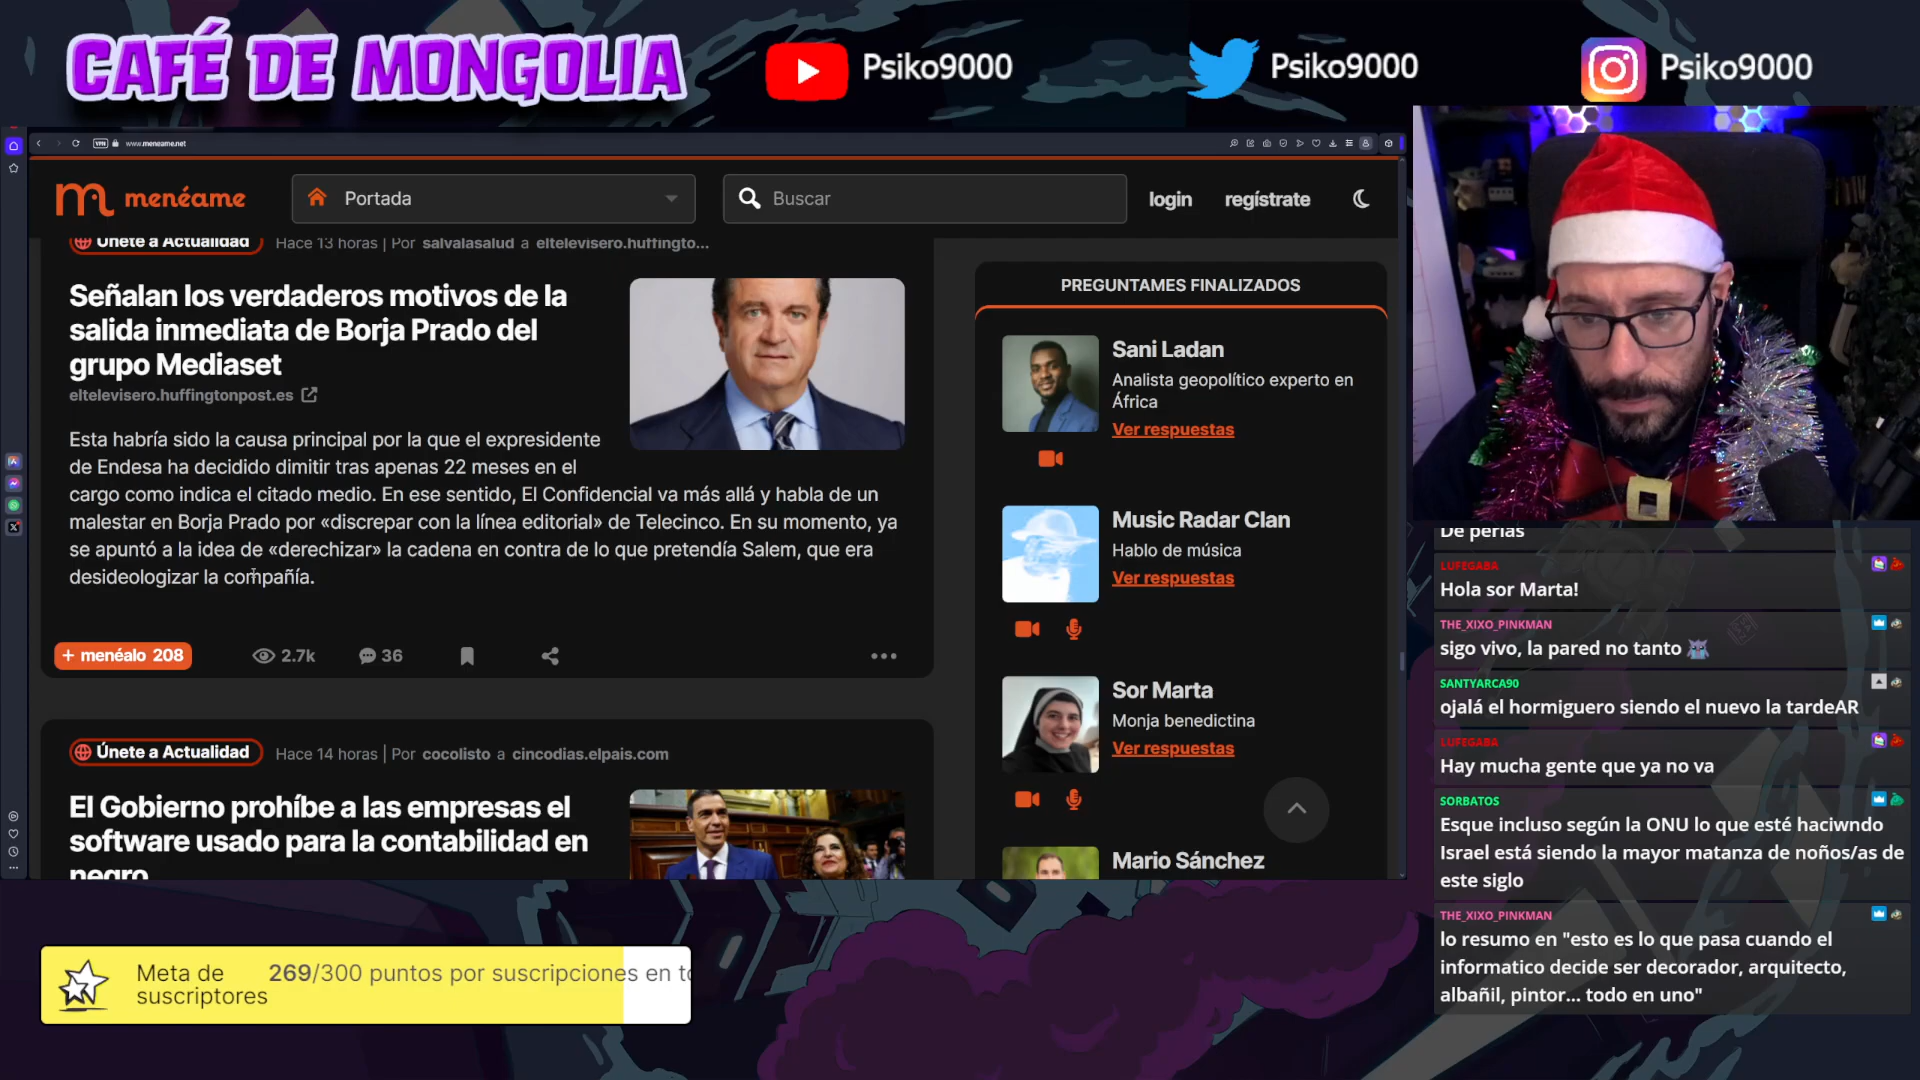 CAFÉ DE MONGOLIA
Psiko9000
Psiko9000
Psiko9000
VPN
www.meneame.net
menéame
Portada
Buscar
login
regístrate
Únete a Actualidad
Hace 13 horas | Por salvalasalud a eltelevisero.huffingto...
Señalan los verdaderos motivos de la
salida inmediata de Borja Prado del
grupo Mediaset
eltelevisero.huffingtonpost.es
Esta habría sido la causa principal por la que el expresidente
de Endesa ha decidido dimitir tras apenas 22 meses en el
cargo como indica el citado medio. En ese sentido, El Confidencial va más allá y habla de un
malestar en Borja Prado por «discrepar con la línea editorial» de Telecinco. En su momento, ya
se apuntó a la idea de «derechizar» la cadena en contra de lo que pretendía Salem, que era
desideologizar la compañía.
+ menéalo 208
2.7k
36
Únete a Actualidad
Hace 14 horas | Por cocolisto a cincodias.elpais.com
El Gobierno prohíbe a las empresas el
software usado para la contabilidad en
negro
PREGUNTAMES FINALIZADOS
Sani Ladan
Analista geopolítico experto en
África
Ver respuestas
Music Radar Clan
Hablo de música
Ver respuestas
Sor Marta
Monja benedictina
Ver respuestas
Mario Sánchez
De perlas
LUFEGABA
Hola sor Marta!
THE_XIXO_PINKMAN
sigo vivo, la pared no tanto
SANTYARCA90
ojalá el hormiguero siendo el nuevo la tardeAR
LUFEGABA
Hay mucha gente que ya no va
SORBATOS
Esque incluso según la ONU lo que esté haciwndo
Israel está siendo la mayor matanza de noños/as de
este siglo
THE_XIXO_PINKMAN
lo resumo en "esto es lo que pasa cuando el
informatico decide ser decorador, arquitecto,
albañil, pintor... todo en uno"
Meta de
suscriptores
269/300 puntos por suscripciones en to